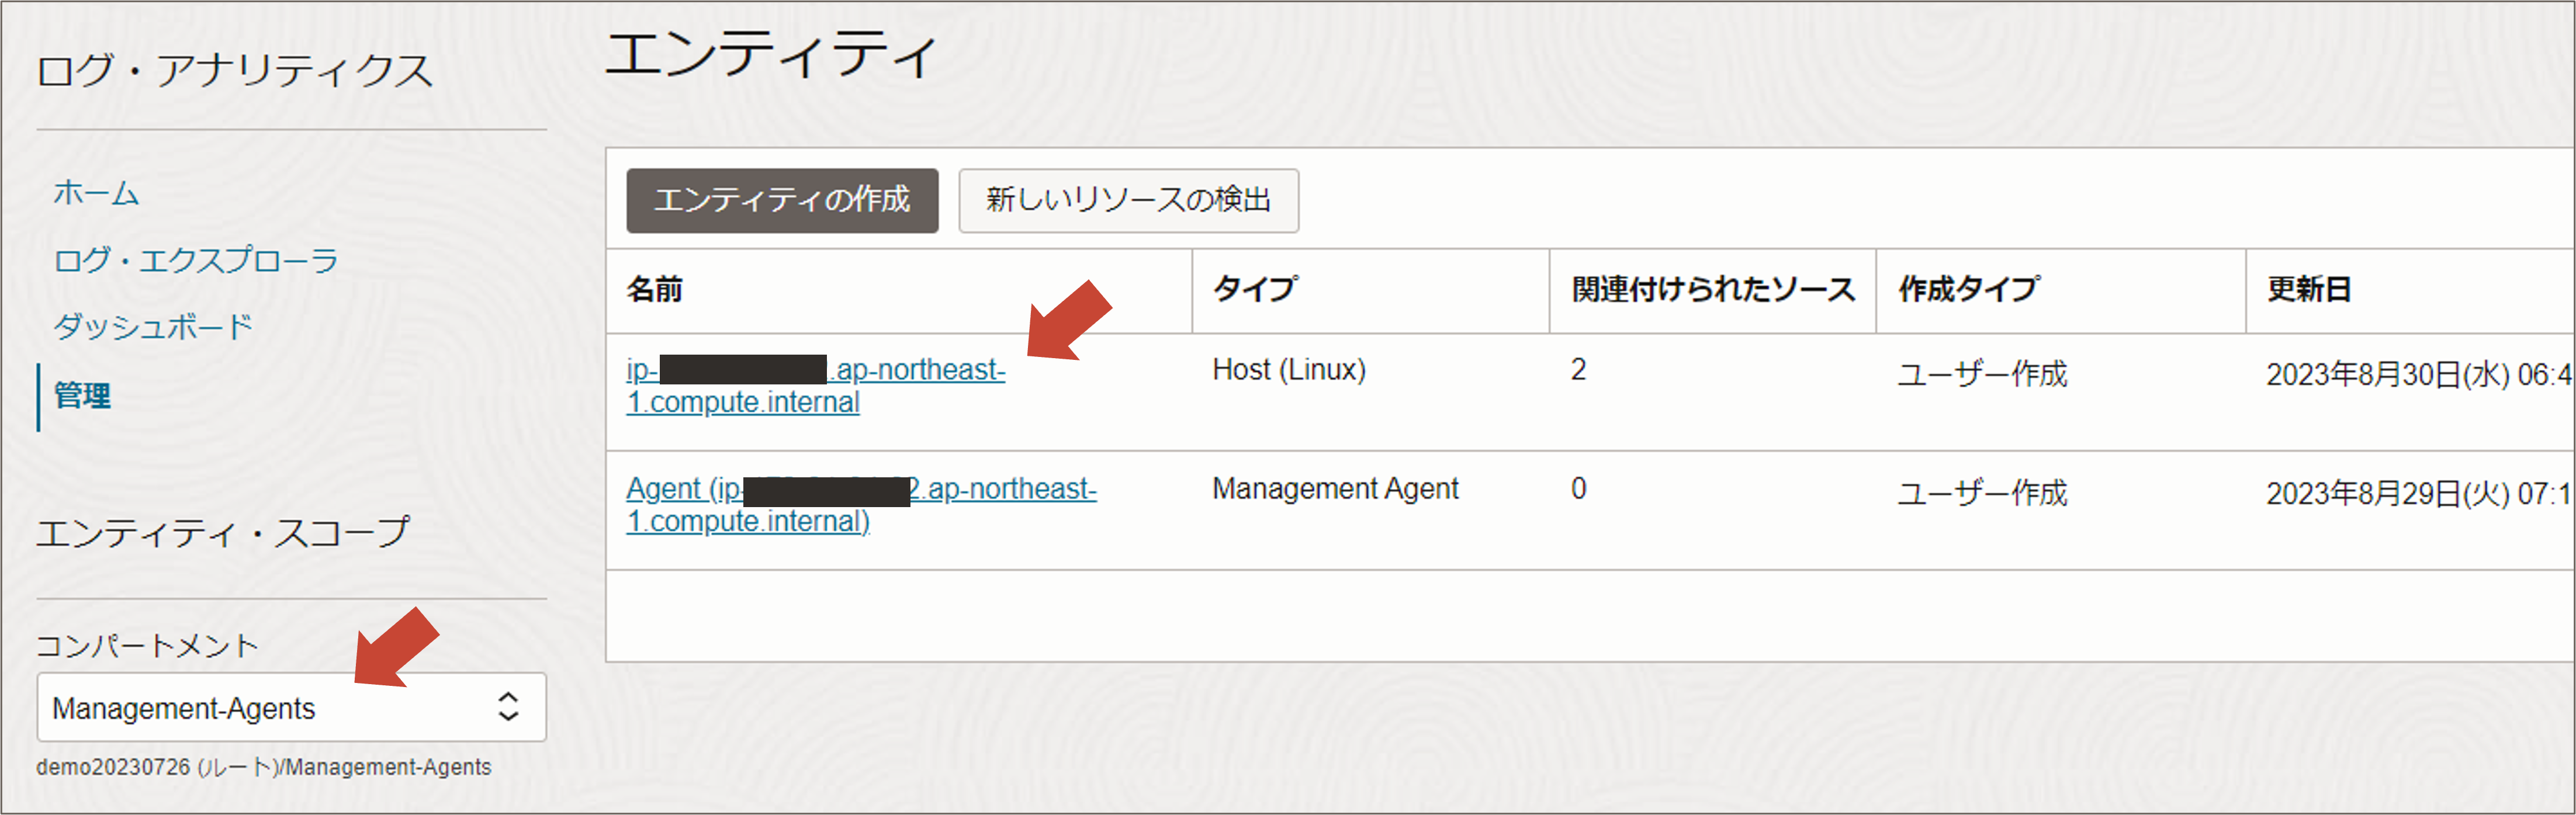 ログ・アナリティクス
ホーム
ログ・エクスプローラ
ダッシュボード
管理
エンティティ・スコープ
コンパートメント
Management-Agents
demo20230726 (ルート)/Management-Agents
エンティティ
エンティティの作成 新しいリソースの検出
名前 タイプ 関連付けられたソース 作成タイプ 更新日
ip- .ap-northeast- Host (Linux) 2 ユーザー作成 2023年8月30日(水) 06:4
1.compute.internal
Agent (ip- 2.ap-northeast- Management Agent 0 ユーザー作成 2023年8月29日(火) 07:1
1.compute.internal)